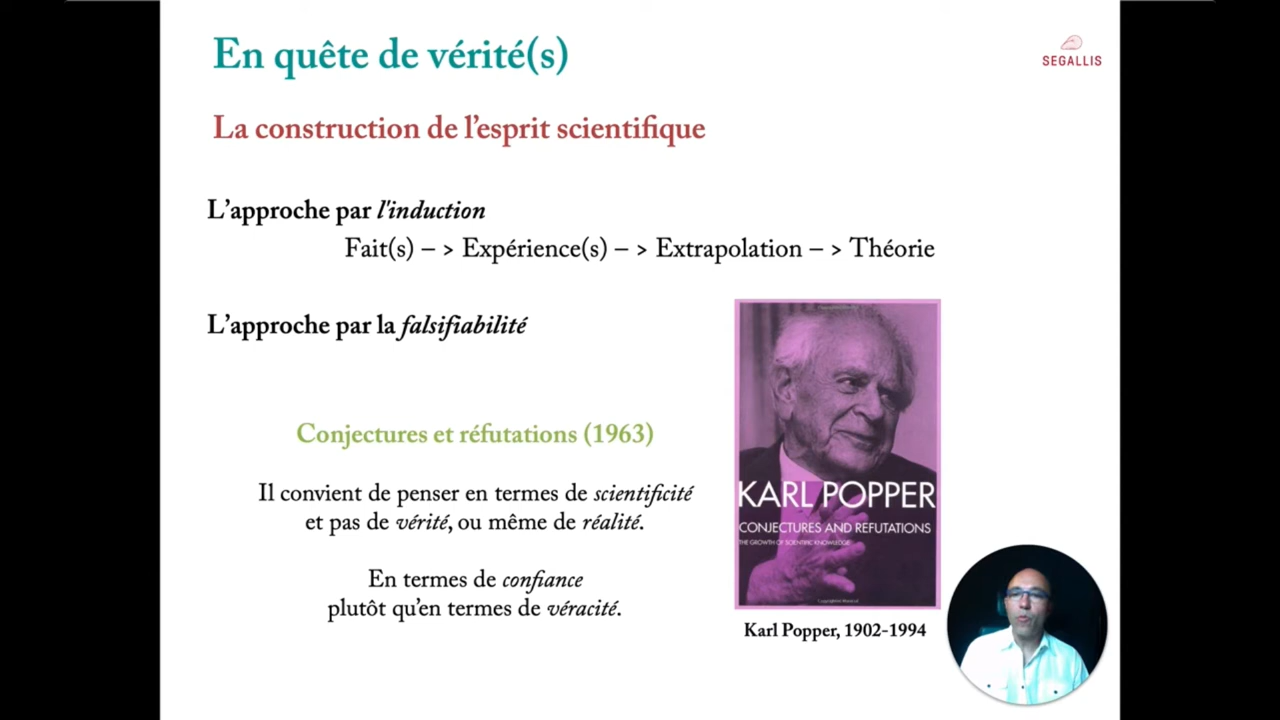 En quête de vérité(s)
SEGALLIS
La construction de l'esprit scientifique
L'approche par l'induction
Fait(s) – > Expérience(s) – > Extrapolation – > Théorie
L'approche par la falsifiabilité
Conjectures et réfutations (1963)
Il convient de penser en termes de scientificité
et pas de vérité, ou même de réalité.
En termes de confiance
plutôt qu'en termes de véracité.
KARL POPPER
CONJECTURES AND REFUTATIONS
THE GROWTH OF SCIENTIFIC KNOWLEDGE
Karl Popper, 1902-1994